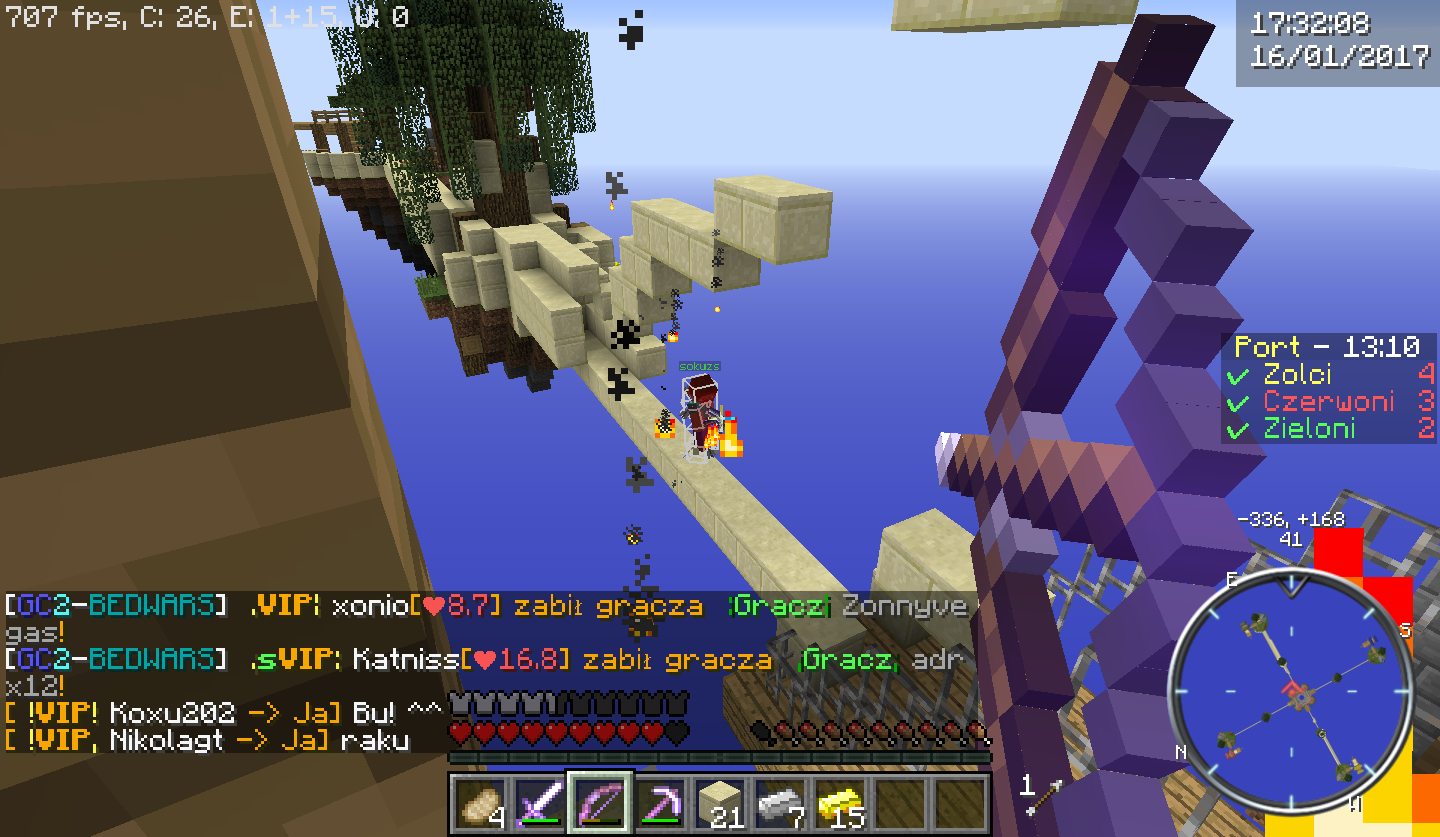 707 fps, C: 26, E: 1+15, U: 0
17:32:08
16/01/2017
sokuzs
Port - 13:10
Zolci 4
Czerwoni 3
Zieloni 2
-336, +168
41
E
S
N
[GC2-BEDWARS] VIP xonio[♥8.7] zabił gracza Gracz Zonnyve
gas!
[GC2-BEDWARS] sVIP Katniss[♥16.8] zabił gracza Gracz adr
x12!
[ VIP Koxu202 -> Ja] Bu! ^^
[ VIP Nikolagt -> Ja] raku
4
21
7
15
1